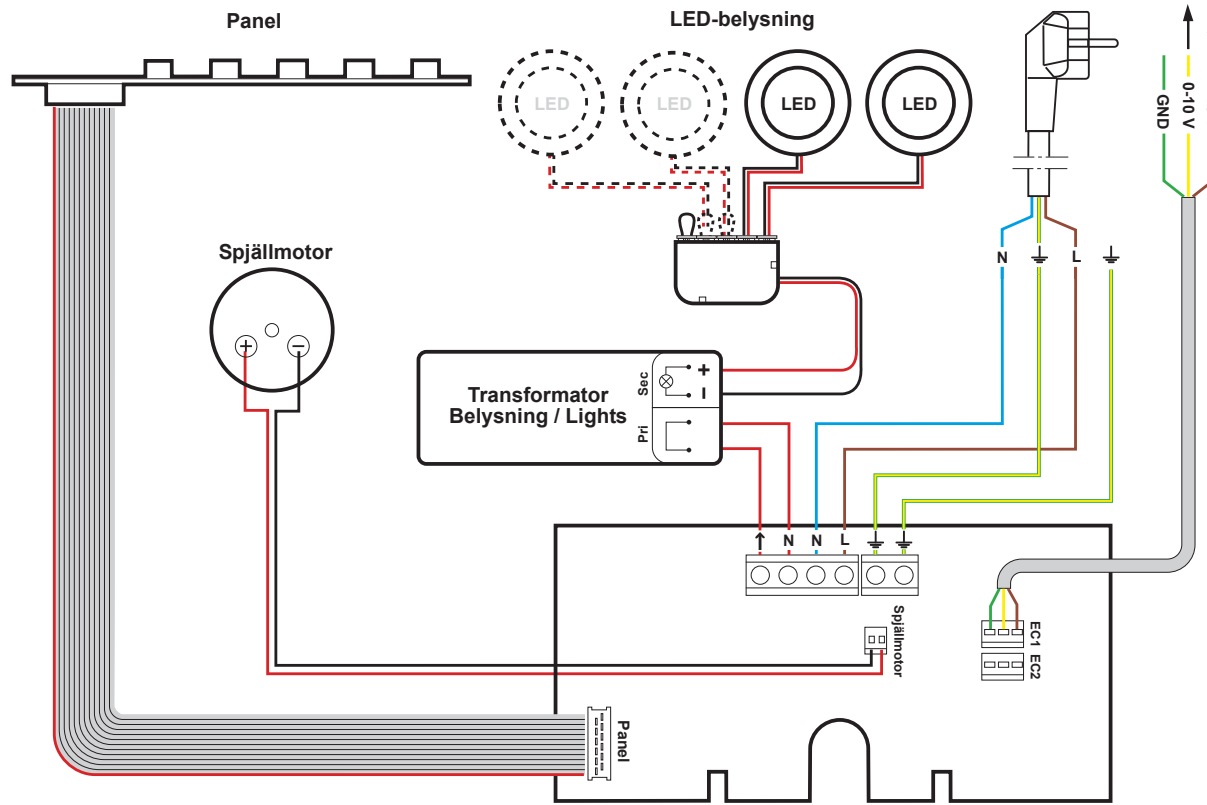 Panel
LED-belysning
LED
LED
LED
LED
GND
0-10 V
N
L
Spjällmotor
+
−
Transformator
Belysning / Lights
Sec
Pri
+
−
N
N
L
Spjällmotor
EC1
EC2
Panel